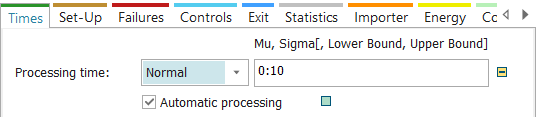 Times Set-Up Failures Controls Exit Statistics Importer Energy
Mu, Sigma[, Lower Bound, Upper Bound]
Processing time: Normal 0:10
Automatic processing